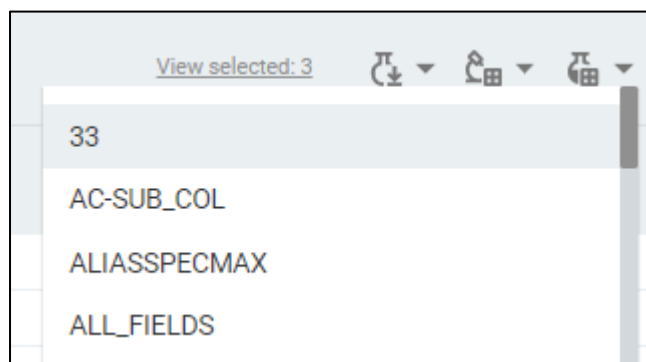 View selected: 3
33
AC-SUB_COL
ALIASSPECMAX
ALL_FIELDS